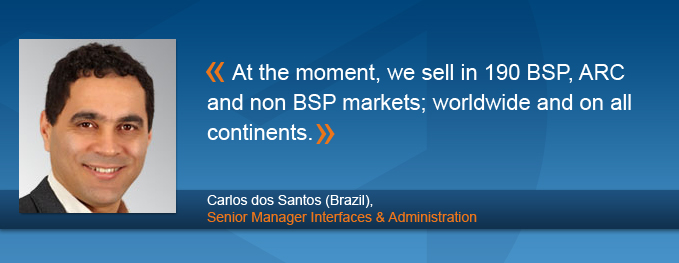 « At the moment, we sell in 190 BSP, ARC
and non BSP markets; worldwide and on all
continents. »
Carlos dos Santos (Brazil),
Senior Manager Interfaces & Administration